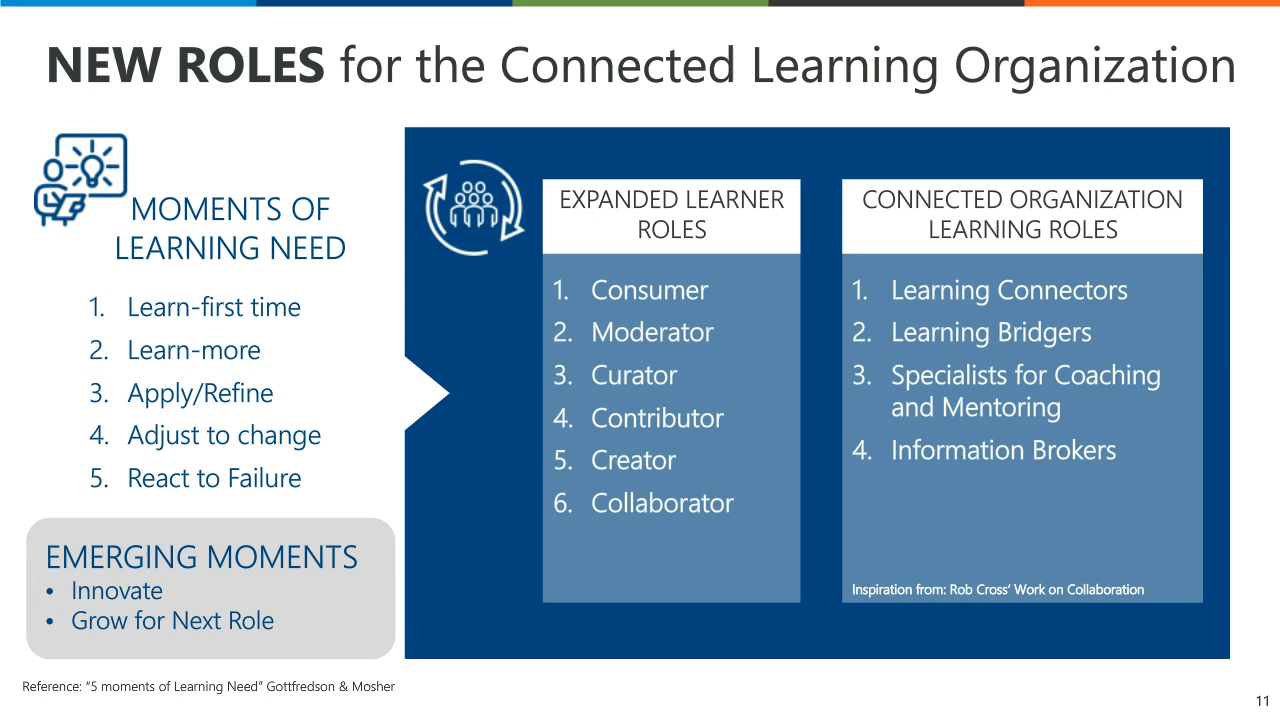 NEW ROLES for the Connected Learning Organization
MOMENTS OF
LEARNING NEED
1. Learn-first time
2. Learn-more
3. Apply/Refine
4. Adjust to change
5. React to Failure
EMERGING MOMENTS
• Innovate
• Grow for Next Role
EXPANDED LEARNER
ROLES
1. Consumer
2. Moderator
3. Curator
4. Contributor
5. Creator
6. Collaborator
CONNECTED ORGANIZATION
LEARNING ROLES
1. Learning Connectors
2. Learning Bridgers
3. Specialists for Coaching
and Mentoring
4. Information Brokers
Inspiration from: Rob Cross’ Work on Collaboration
Reference: “5 moments of Learning Need” Gottfredson & Mosher
11